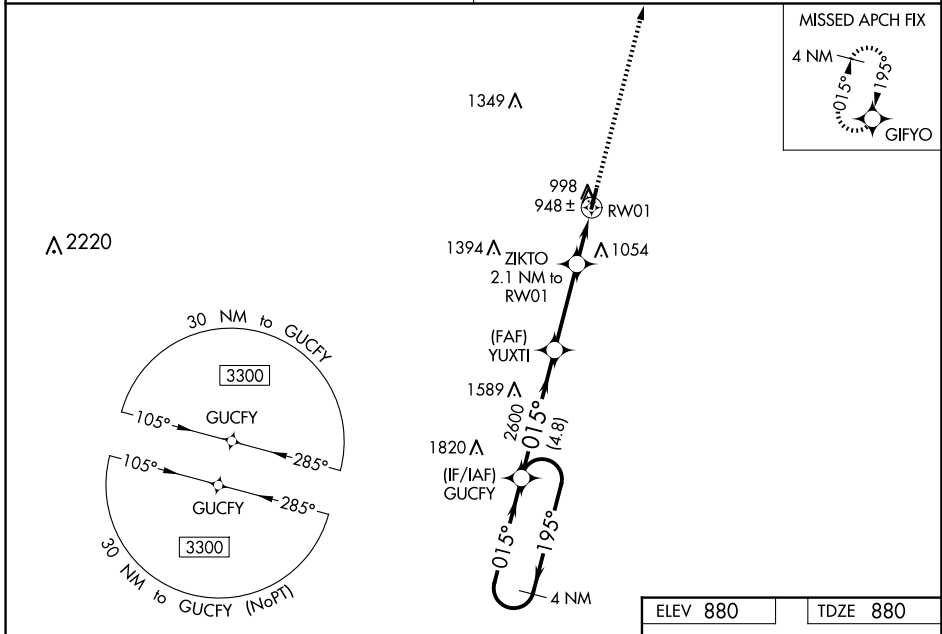 MISSED APCH FIX
4 NM
015°
195°
GIFYO
1349
998
948 ±
RW01
2220
1394
ZIKTO
2.1 NM to
RW01
1054
30 NM to GUCFY
3300
(FAF)
YUXTI
105°
GUCFY
285°
1589
2600
015°
(4.8)
1820
(IF/IAF)
GUCFY
105°
GUCFY
285°
3300
30 NM to GUCFY (NoPT)
015°
195°
4 NM
ELEV 880
TDZE 880